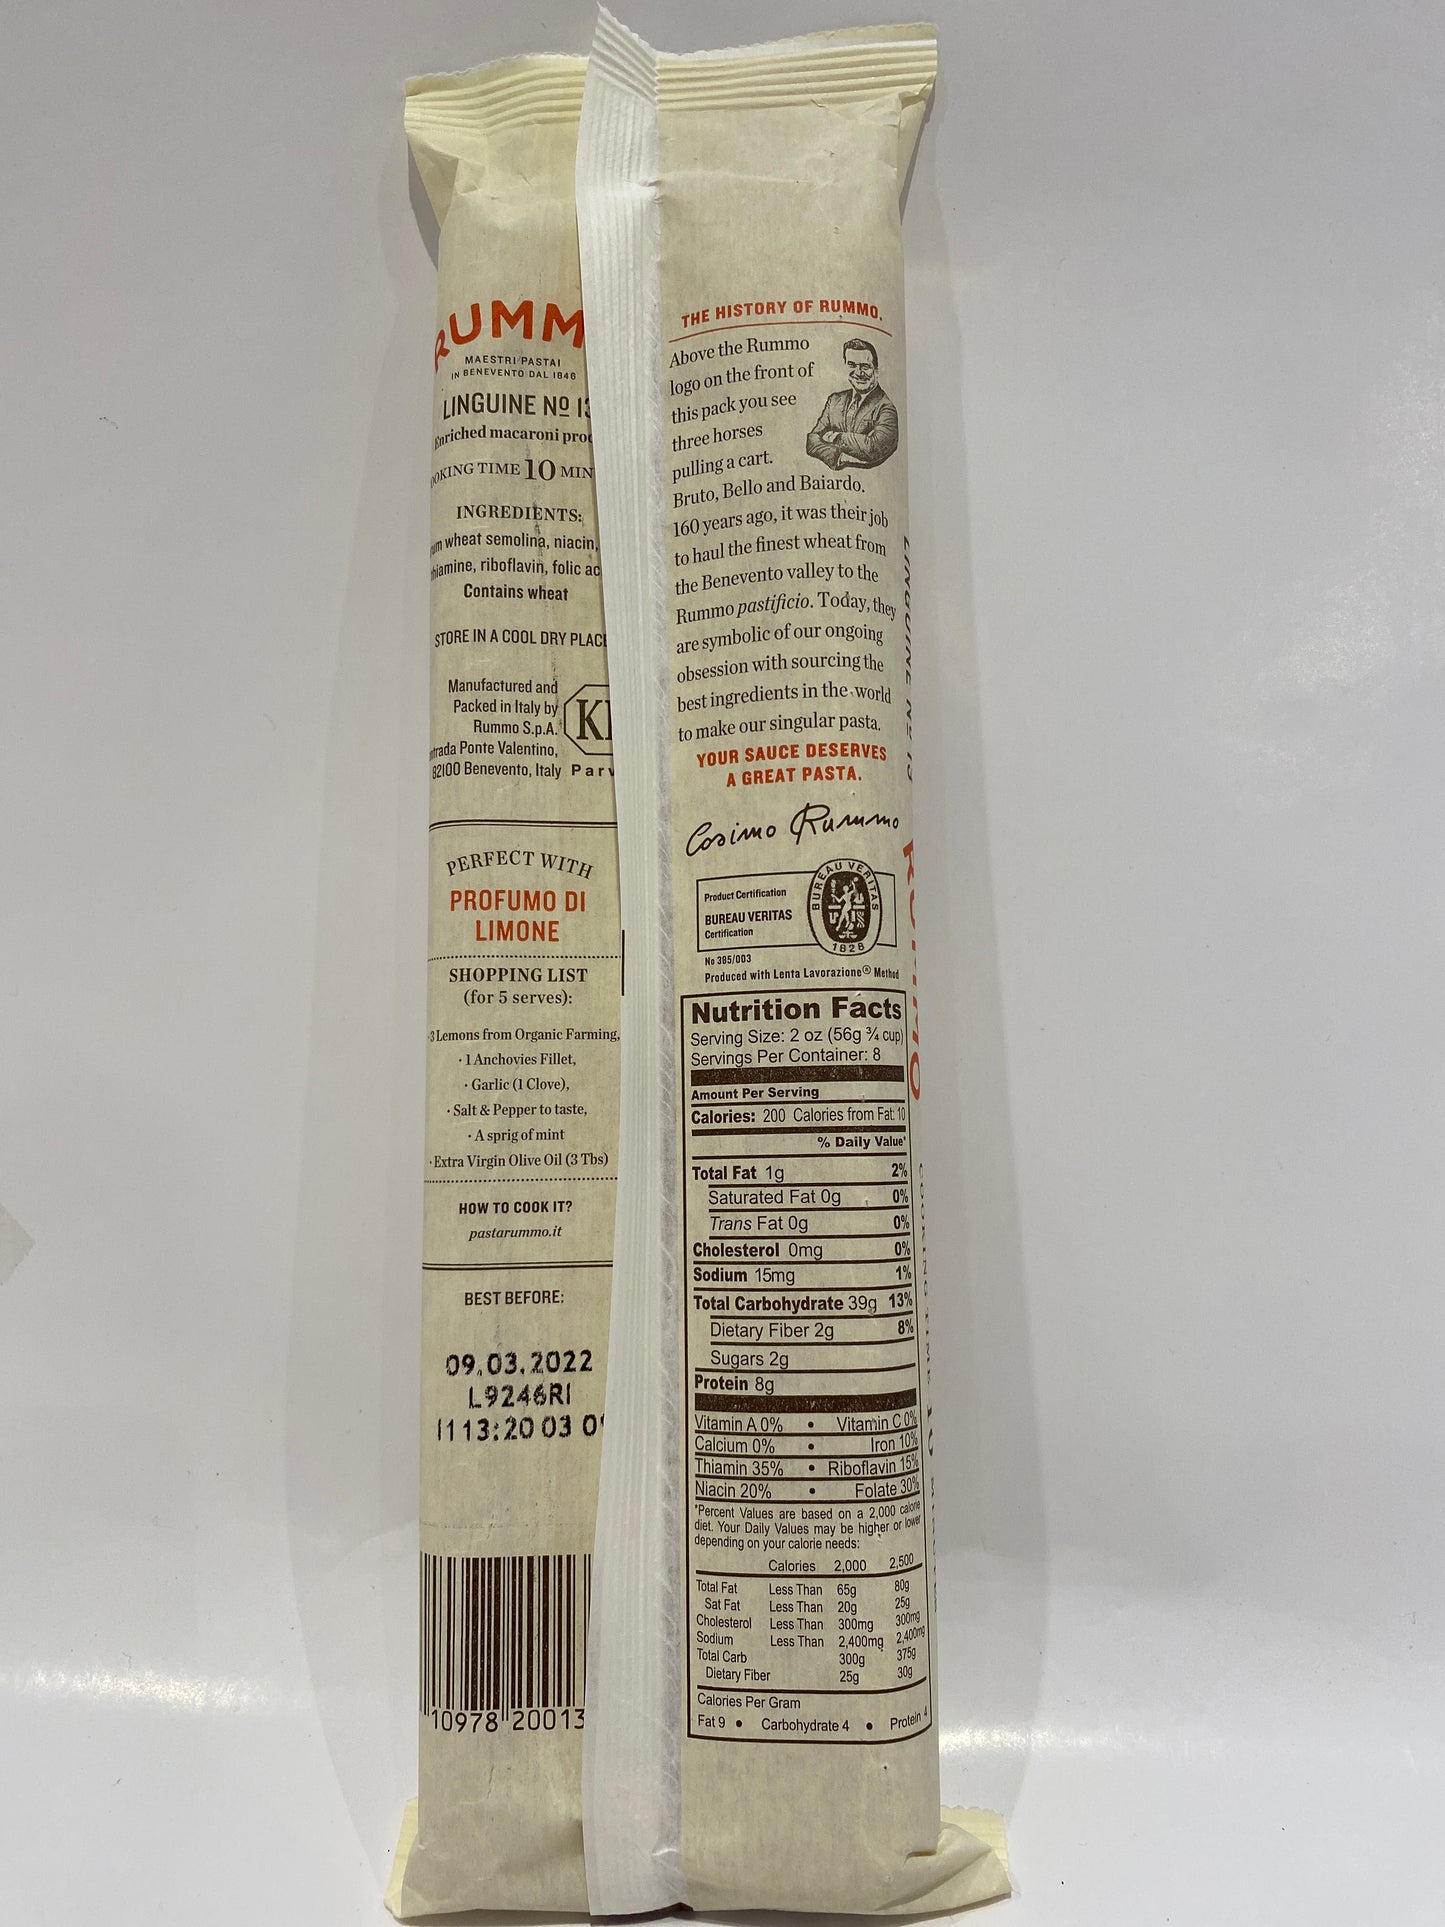 RUMM
MAESTRI PASTAI
IN BENEVENTO DAL 1846
LINGUINE Nº 13
Enriched macaroni
COOKING TIME 10 MIN
INGREDIENTS:
wheat semolina, niacin,
thiamine, riboflavin, folic
Contains wheat
STORE IN A COOL DRY PLACE
Manufactured and
Packed in Italy by
Rummo S.p.A.
Ponte Valentino,
82100 Benevento, Italy
PERFECT WITH
PROFUMO DI
LIMONE
SHOPPING LIST
(for 5 serves):
·3 Lemons from Organic Farming,
· 1 Anchovies Fillet,
· Garlic (1 Clove),
· Salt & Pepper to taste,
· A sprig of mint
· Extra Virgin Olive Oil (3 Tbs)
HOW TO COOK IT?
pastarummo.it
BEST BEFORE:
09.03.2022
L9246RI
13:20 03
10978 20013
THE HISTORY OF RUMMO.
Above the Rummo
logo on the front of
this pack you see
three horses
pulling a cart.
Bruto, Bello and Baiardo.
160 years ago, it was their job
to haul the finest wheat from
the Benevento valley to the
Rummo pastificio. Today, they
are symbolic of our ongoing
obsession with sourcing the
best ingredients in the world
to make our singular pasta.
YOUR SAUCE DESERVES
A GREAT PASTA.
Cosimo Rummo
Product Certification
BUREAU VERITAS
Certification
BUREAU VERITAS
1828
No 385/003
Produced with Lenta Lavorazione® Method
Nutrition Facts
Serving Size: 2 oz (56g ¾ cup)
Servings Per Container: 8
Amount Per Serving
Calories: 200 Calories from Fat: 10
% Daily Value*
Total Fat 1g 2%
Saturated Fat 0g 0%
Trans Fat 0g 0%
Cholesterol 0mg 0%
Sodium 15mg 1%
Total Carbohydrate 39g 13%
Dietary Fiber 2g 8%
Sugars 2g
Protein 8g
Vitamin A 0% • Vitamin C 0%
Calcium 0% • Iron 10%
Thiamin 35% • Riboflavin 15%
Niacin 20% • Folate 30%
*Percent Values are based on a 2,000 calorie
diet. Your Daily Values may be higher or lower
depending on your calorie needs:
Calories 2,000 2,500
Total Fat Less Than 65g 80g
Sat Fat Less Than 20g 25g
Cholesterol Less Than 300mg 300mg
Sodium Less Than 2,400mg 2,400mg
Total Carb 300g 375g
Dietary Fiber 25g 30g
Calories Per Gram
Fat 9 • Carbohydrate 4 • Protein 4
LINGUINE Nº 13
RUMMO